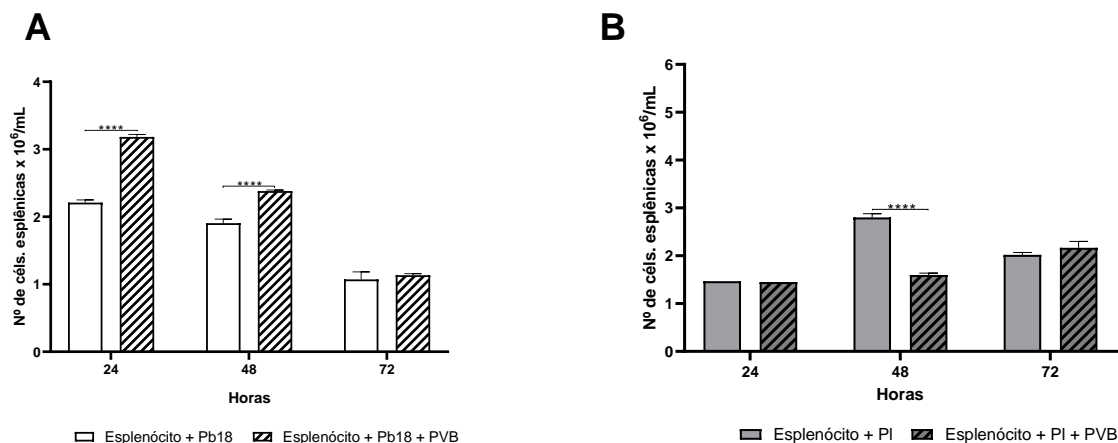 A
Nº de céls. esplênicas x 10⁶/mL
4
3
2
1
0
****
****
24 48 72
Horas
Esplenócito + Pb18 Esplenócito + Pb18 + PVB
B
Nº de céls. esplênicas x 10⁶/mL
6
5
4
3
2
1
0
****
24 48 72
Horas
Esplenócito + PI Esplenócito + PI + PVB